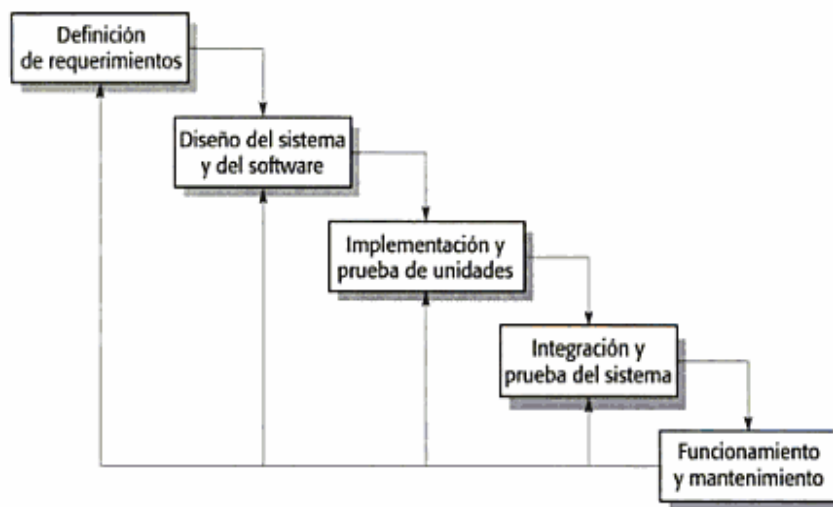 Definición
de requerimientos
Diseño del sistema
y del software
Implementación y
prueba de unidades
Integración y
prueba del sistema
Funcionamiento
y mantenimiento